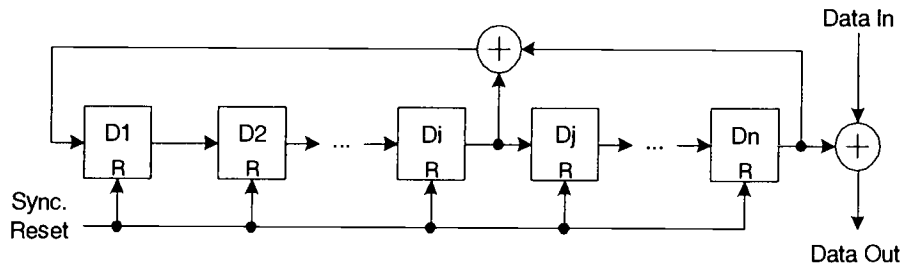 Data In
D1
D2
...
Di
Dj
...
Dn
R
R
R
R
R
Sync.
Reset
Data Out